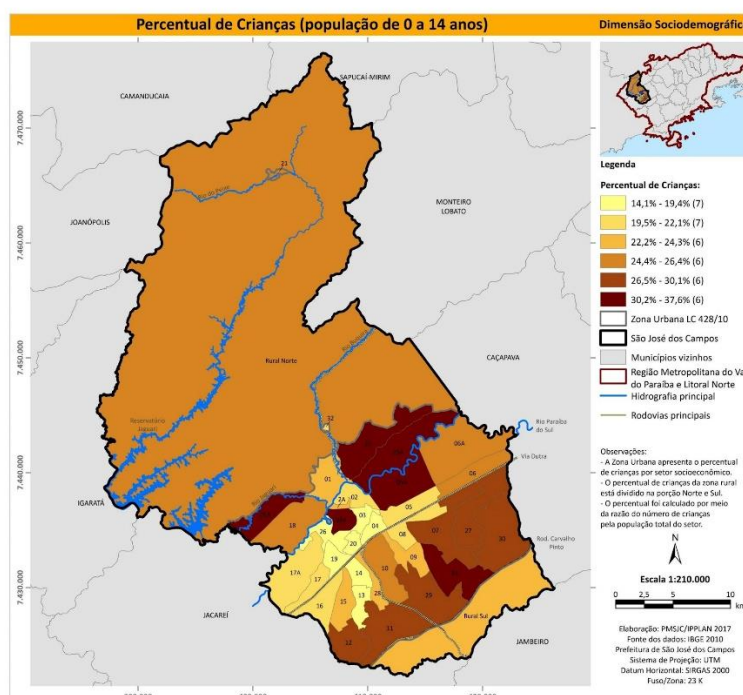 Percentual de Crianças (população de 0 a 14 anos)
Dimensão Sociodemográfica
SAPUCAÍ-MIRIM
CAMANDUCAIA
7.470.000
21
Rio do Peixe
MONTEIRO
LOBATO
JOANÓPOLIS
7.460.000
Rural Norte
7.450.000
Rio Buquira
CAÇAPAVA
Reservatório
Jaguari
32
Rio Paraíba
do Sul
06A
Via Dutra
7.440.000
01
06
IGARATÁ
Rio Jaguari
2A
02
18
03
05
04
26
08
07
27
30
20
Rod. Carvalho
Pinto
09
19
10
17A
17
14
7.430.000
13
28
29
16
15
Rural Sul
JACAREÍ
11
12
JAMBEIRO
Legenda
Percentual de Crianças:
14,1% - 19,4% (7)
19,5% - 22,1% (7)
22,2% - 24,3% (6)
24,4% - 26,4% (6)
26,5% - 30,1% (6)
30,2% - 37,6% (6)
Zona Urbana LC 428/10
São José dos Campos
Municípios vizinhos
Região Metropolitana do Va
do Paraíba e Litoral Norte
Hidrografia principal
Rodovias principais
Observações:
- A Zona Urbana apresenta o percentual
de crianças por setor socioeconômico.
- O percentual de crianças da zona rural
está dividido na porção Norte e Sul.
- O percentual foi calculado por meio
da razão do número de crianças
pela população total do setor.
N
Escala 1:210.000
0
2,5
5
10
km
Elaboração: PMSJC/IPPLAN 2017
Fonte dos dados: IBGE 2010
Prefeitura de São José dos Campos
Sistema de Projeção: UTM
Datum Horizontal: SIRGAS 2000
Fuso/Zona: 23 K